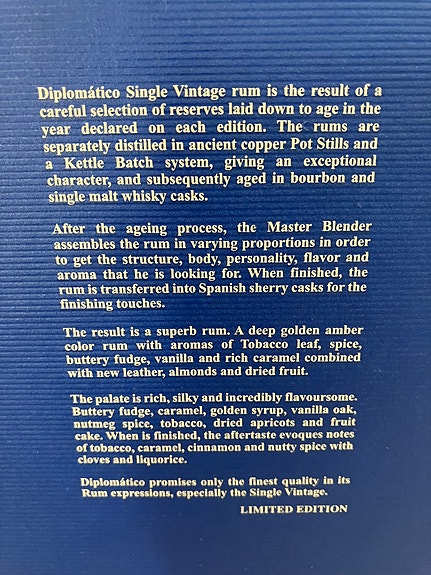 Diplomático Single Vintage rum is the result of a
careful selection of reserves laid down to age in the
year declared on each edition. The rums are
separately distilled in ancient copper Pot Stills and
a Kettle Batch system, giving an exceptional
character, and subsequently aged in bourbon and
single malt whisky casks.
After the ageing process, the Master Blender
assembles the rum in varying proportions in order
to get the structure, body, personality, flavor and
aroma that he is looking for. When finished, the
rum is transferred into Spanish sherry casks for the
finishing touches.
The result is a superb rum. A deep golden amber
color rum with aromas of Tobacco leaf, spice,
buttery fudge, vanilla and rich caramel combined
with new leather, almonds and dried fruit.
The palate is rich, silky and incredibly flavoursome.
Buttery fudge, caramel, golden syrup, vanilla oak,
nutmeg spice, tobacco, dried apricots and fruit
cake. When is finished, the aftertaste evoques notes
of tobacco, caramel, cinnamon and nutty spice with
cloves and liquorice.
Diplomático promises only the finest quality in its
Rum expressions, especially the Single Vintage.
LIMITED EDITION